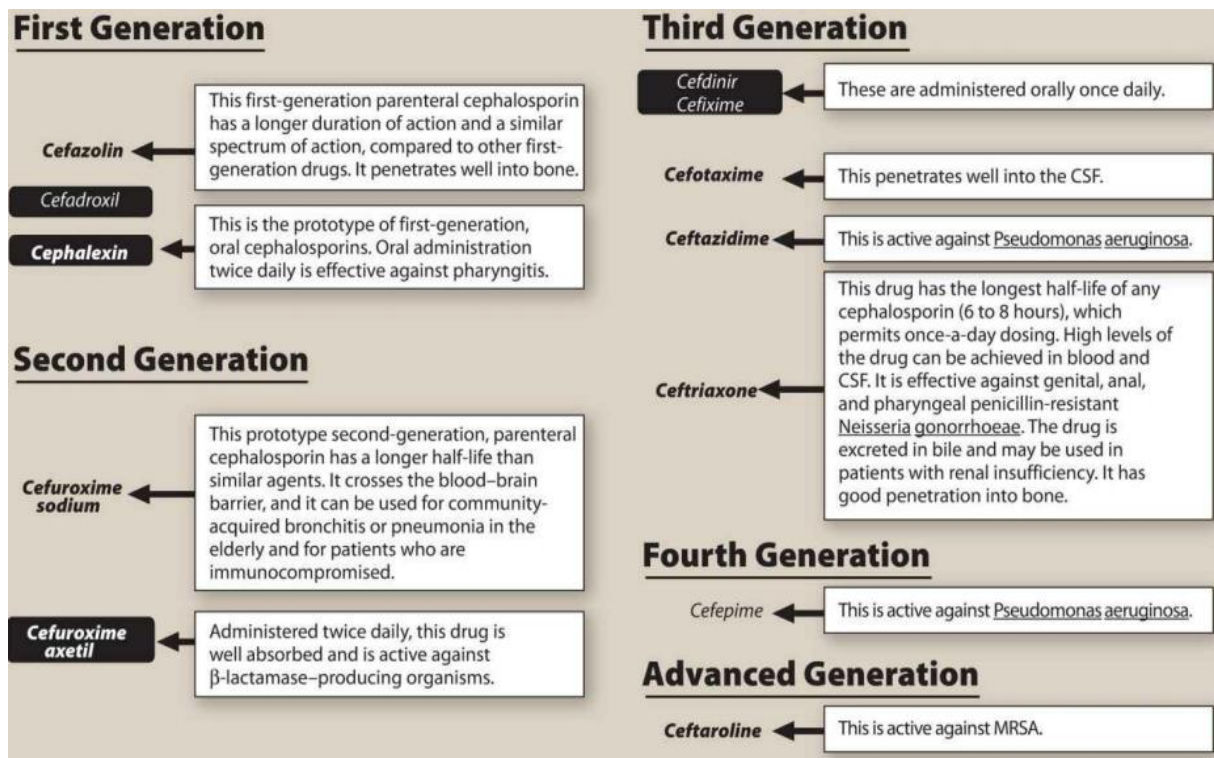 First Generation
This first-generation parenteral cephalosporin
has a longer duration of action and a similar
spectrum of action, compared to other first-
generation drugs. It penetrates well into bone.
Cefazolin
Cefadroxil
This is the prototype of first-generation,
oral cephalosporins. Oral administration
twice daily is effective against pharyngitis.
Cephalexin
Second Generation
This prototype second-generation, parenteral
cephalosporin has a longer half-life than
similar agents. It crosses the blood–brain
barrier, and it can be used for community-
acquired bronchitis or pneumonia in the
elderly and for patients who are
immunocompromised.
Cefuroxime
sodium
Cefuroxime
axetil
Administered twice daily, this drug is
well absorbed and is active against
β-lactamase–producing organisms.
Third Generation
Cefdinir
Cefixime
These are administered orally once daily.
Cefotaxime
This penetrates well into the CSF.
Ceftazidime
This is active against Pseudomonas aeruginosa.
This drug has the longest half-life of any
cephalosporin (6 to 8 hours), which
permits once-a-day dosing. High levels of
the drug can be achieved in blood and
CSF. It is effective against genital, anal,
and pharyngeal penicillin-resistant
Neisseria gonorrhoeae. The drug is
excreted in bile and may be used in
patients with renal insufficiency. It has
good penetration into bone.
Ceftriaxone
Fourth Generation
Cefepime
This is active against Pseudomonas aeruginosa.
Advanced Generation
Ceftaroline
This is active against MRSA.